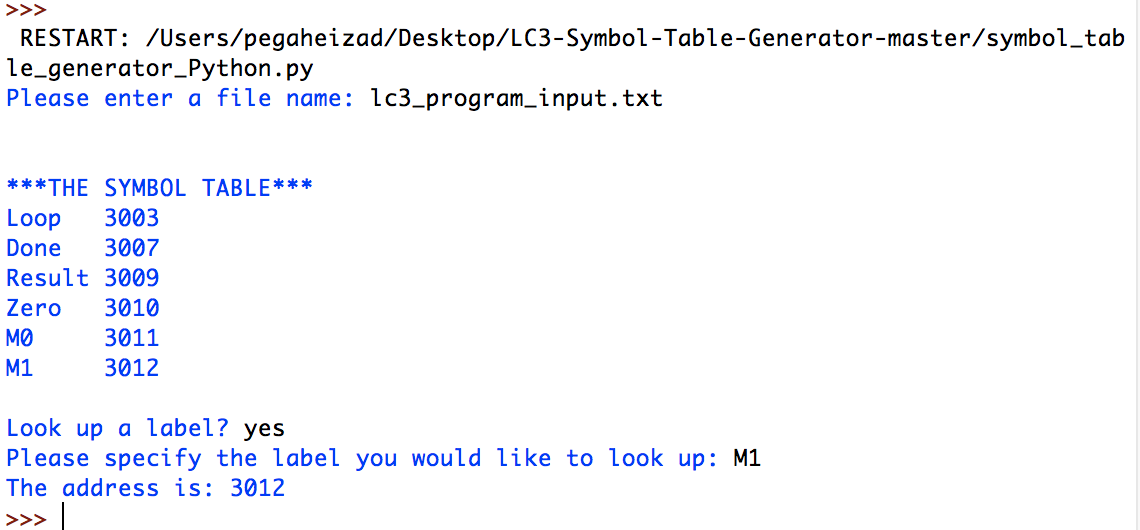 >>>
RESTART: /Users/pegaheizad/Desktop/LC3-Symbol-Table-Generator-master/symbol_tab
le_generator_Python.py
Please enter a file name: lc3_program_input.txt
***THE SYMBOL TABLE***
Loop 3003
Done 3007
Result 3009
Zero 3010
M0 3011
M1 3012
Look up a label? yes
Please specify the label you would like to look up: M1
The address is: 3012
>>>